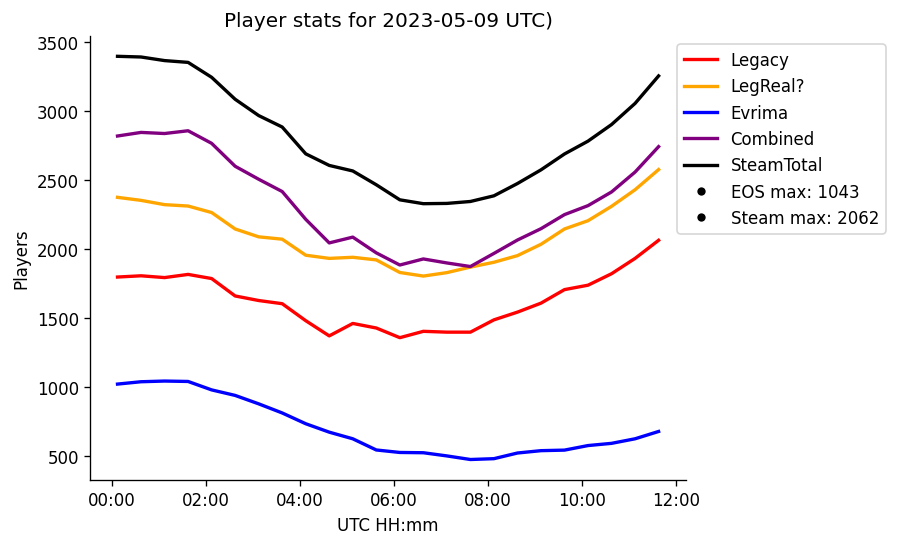 Player stats for 2023-05-09 UTC)
3500
3000
2500
2000
1500
1000
500
Players
00:00 02:00 04:00 06:00 08:00 10:00 12:00
UTC HH:mm
Legacy
LegReal?
Evrima
Combined
SteamTotal
EOS max: 1043
Steam max: 2062